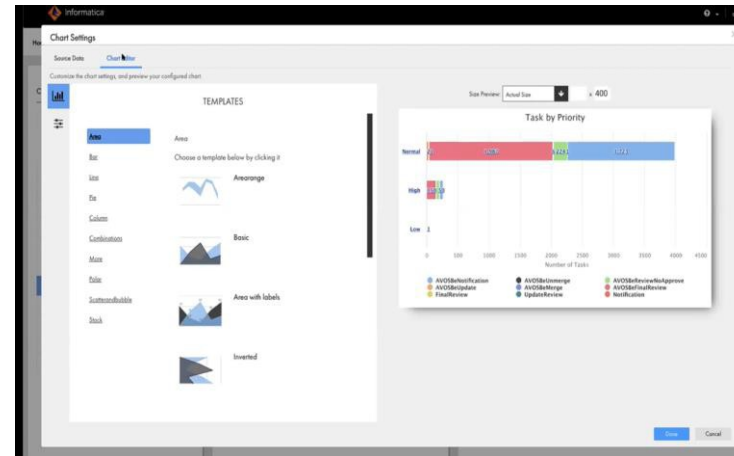 Informatica
Chart Settings
Source Data
Chart Editor
Customize the chart settings, and preview your configured chart
TEMPLATES
Area
Bar
Line
Pie
Column
Combinations
More
Polar
Scatterandbubble
Stock
Area
Choose a template below by clicking it
Arearange
Basic
Area with labels
Inverted
Size Preview: Actual Size x 400
Task by Priority
Normal
High
Low 1
0 500 1000 1500 2000 2500 3000 3500 4000 4500
Number of Tasks
AVOSBeNotification AVOSBeUnmerge AVOSBeReviewNoApprove
AVOSBeUpdate AVOSBeMerge AVOSBeFinalReview
FinalReview UpdateReview Notification
Done Cancel